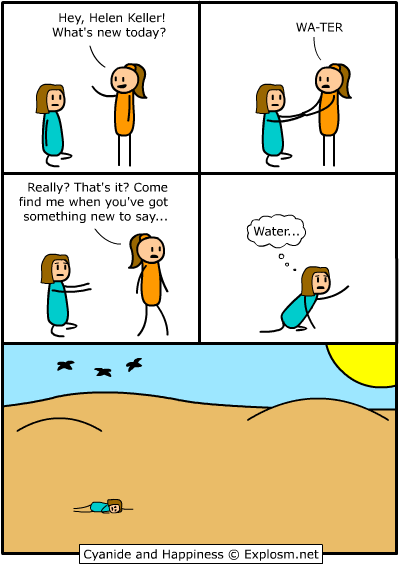 Hey, Helen Keller!
What's new today?
WA-TER
Really? That's it? Come
find me when you've got
something new to say...
Water...
Cyanide and Happiness © Explosm.net